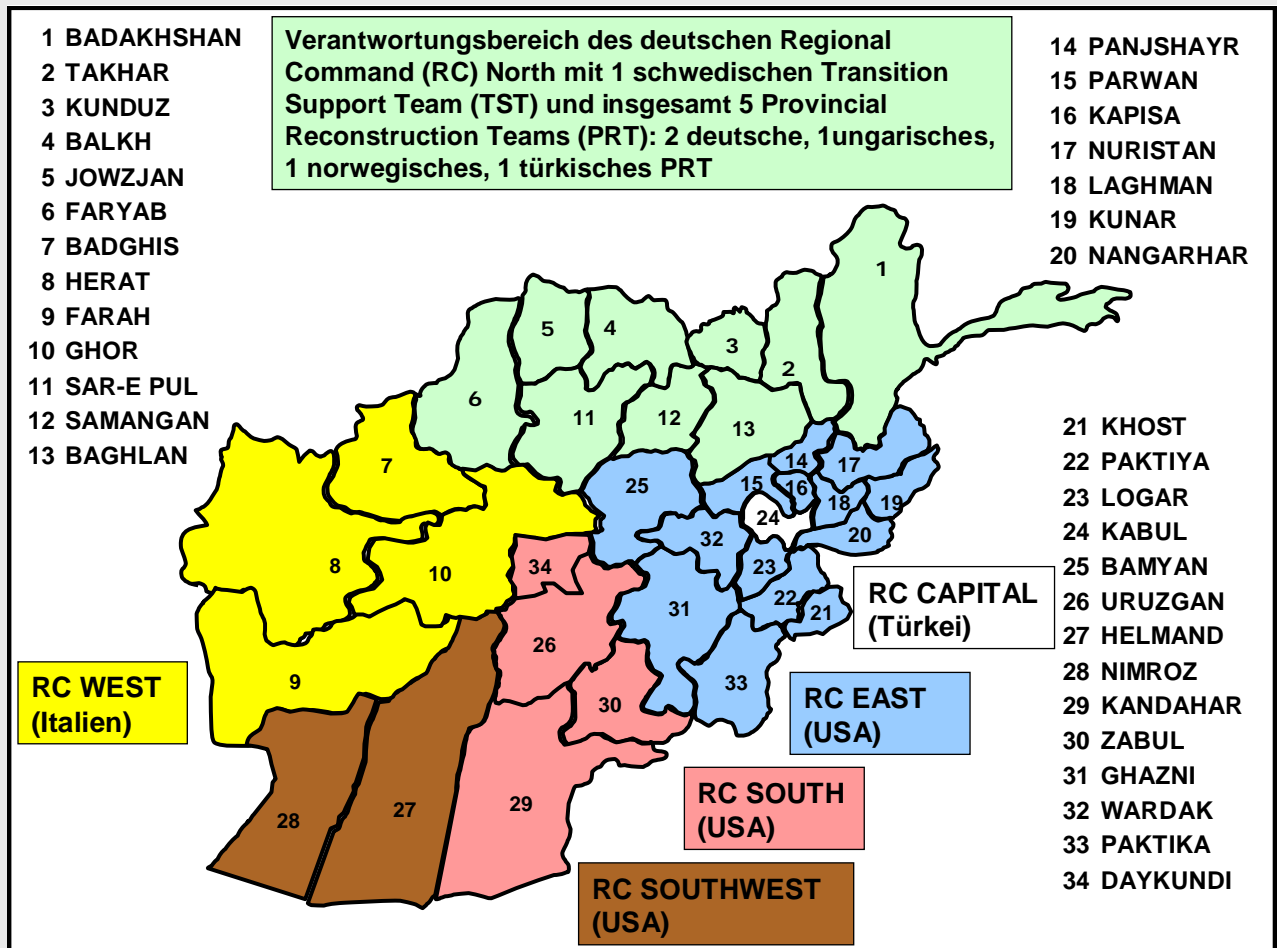 1 BADAKHSHAN
2 TAKHAR
3 KUNDUZ
4 BALKH
5 JOWZJAN
6 FARYAB
7 BADGHIS
8 HERAT
9 FARAH
10 GHOR
11 SAR-E PUL
12 SAMANGAN
13 BAGHLAN
Verantwortungsbereich des deutschen Regional
Command (RC) North mit 1 schwedischen Transition
Support Team (TST) und insgesamt 5 Provincial
Reconstruction Teams (PRT): 2 deutsche, 1ungarisches,
1 norwegisches, 1 türkisches PRT
14 PANJSHAYR
15 PARWAN
16 KAPISA
17 NURISTAN
18 LAGHMAN
19 KUNAR
20 NANGARHAR
21 KHOST
22 PAKTIYA
23 LOGAR
24 KABUL
25 BAMYAN
26 URUZGAN
27 HELMAND
28 NIMROZ
29 KANDAHAR
30 ZABUL
31 GHAZNI
32 WARDAK
33 PAKTIKA
34 DAYKUNDI
1
5
4
3
2
6
11
12
13
7
25
15
14
16
17
18
19
24
20
32
8
10
34
23
22
21
31
26
33
9
30
29
28
27
RC CAPITAL
(Türkei)
RC WEST
(Italien)
RC EAST
(USA)
RC SOUTH
(USA)
RC SOUTHWEST
(USA)